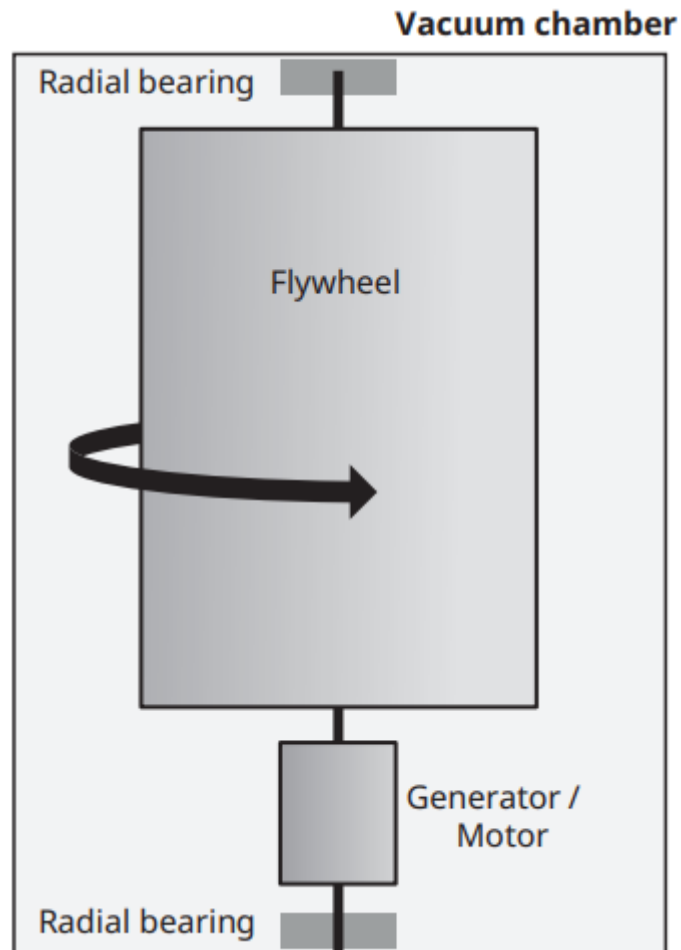 Vacuum chamber
Radial bearing
Flywheel
Generator /
Motor
Radial bearing